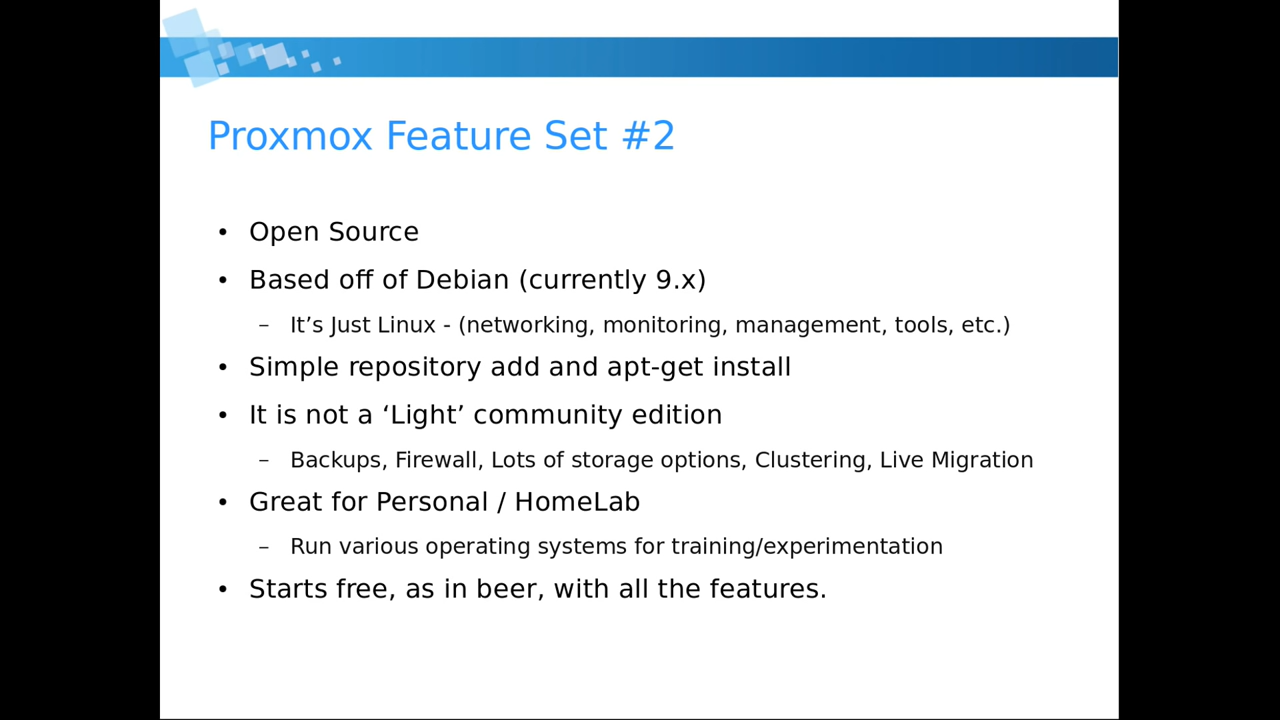 Proxmox Feature Set #2
• Open Source
• Based off of Debian (currently 9.x)
– It’s Just Linux - (networking, monitoring, management, tools, etc.)
• Simple repository add and apt-get install
• It is not a ‘Light’ community edition
– Backups, Firewall, Lots of storage options, Clustering, Live Migration
• Great for Personal / HomeLab
– Run various operating systems for training/experimentation
• Starts free, as in beer, with all the features.